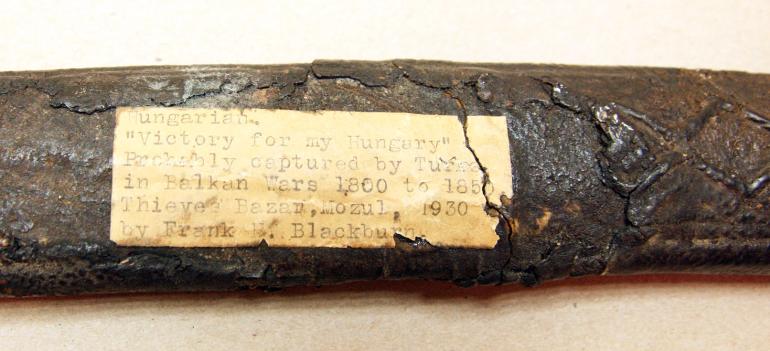 Hungarian.
"Victory for my Hungary"
Probably captured by
in Balkan Wars 1800 to 1850.
Thieves Bazar, Mozul, 1930
by Frank Blackburn.